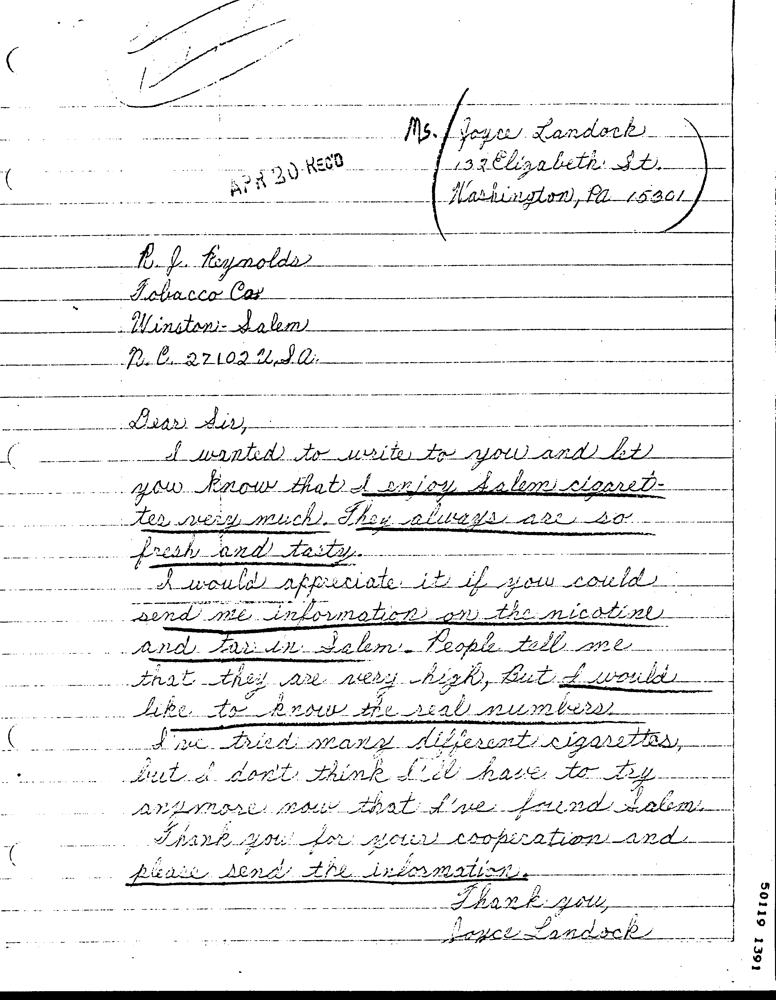 Ms. Joyce Landock
132 Elizabeth St.
Washington, PA 15301
APR 20 REC'D
R. J. Reynolds
Tobacco Co.
Winston-Salem
N.C. 27102 U.S.A.
Dear Sir,
I wanted to write to you and let
you know that I enjoy Salem cigaret-
tes very much. They always are so
fresh and tasty.
I would appreciate it if you could
send me information on the nicotine
and tar in Salem. People tell me
that they are very high, But I would
like to know the real numbers.
I've tried many different cigarettes,
but I don't think I'll have to try
anymore now that I've found Salem.
Thank you for your cooperation and
please send the information.
Thank you,
Joyce Landock
50119 1391